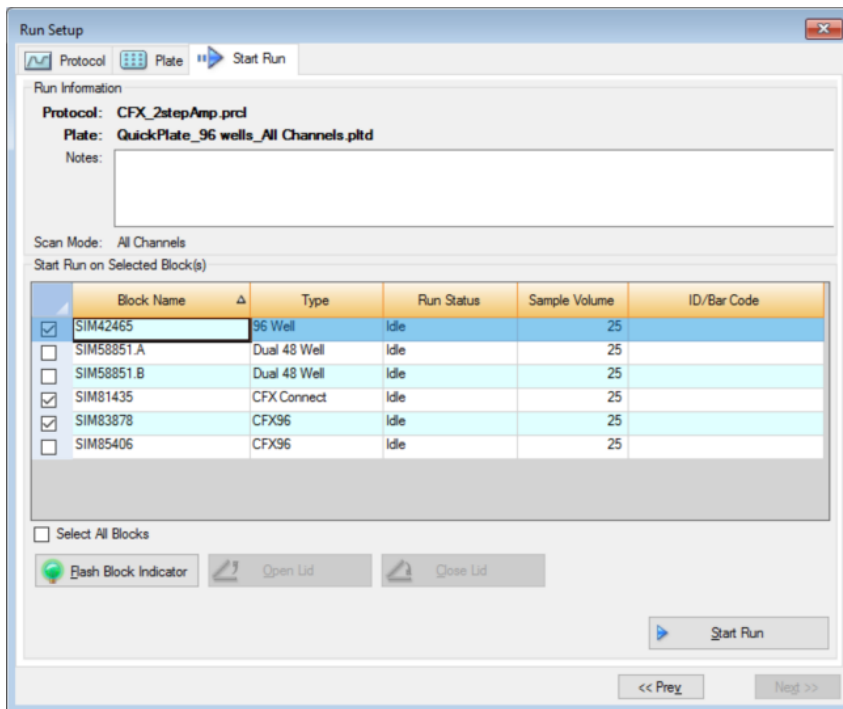 Run Setup
Protocol Plate Start Run
Run Information
Protocol: CFX_2stepAmp.prcl
Plate: QuickPlate_96 wells_All Channels.pltd
Notes:
Scan Mode: All Channels
Start Run on Selected Block(s)
Block Name Type Run Status Sample Volume ID/Bar Code
SIM42465 96 Well Idle 25
SIM58851.A Dual 48 Well Idle 25
SIM58851.B Dual 48 Well Idle 25
SIM81435 CFX Connect Idle 25
SIM83878 CFX96 Idle 25
SIM85406 CFX96 Idle 25
Select All Blocks
Flash Block Indicator Open Lid Close Lid
Start Run
<< Prev Next >>